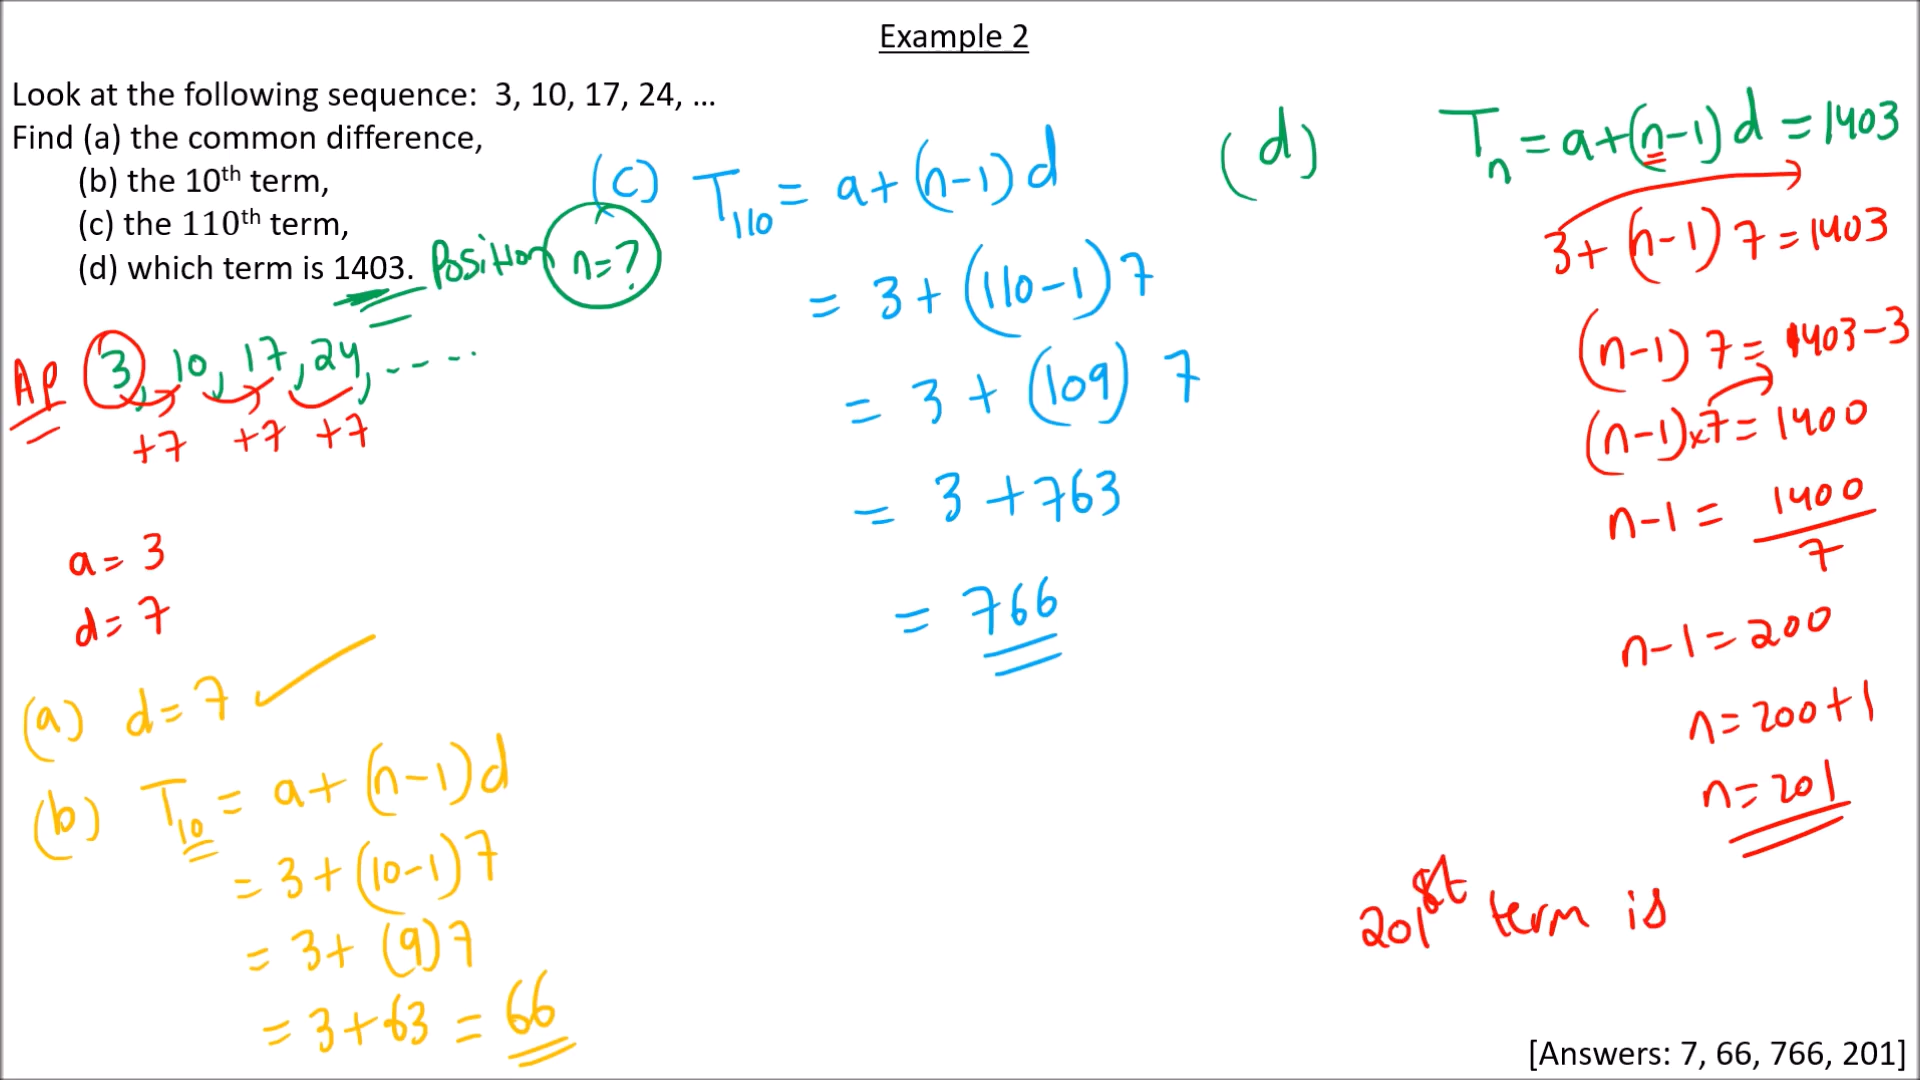 Example 2
Look at the following sequence:  3, 10, 17, 24, ...
Find (a) the common difference,
(b) the 10th term,
(c) the 110th term,
(d) which term is 1403.
Position n=?
AP 3, 10, 17, 24, ----
+7 +7 +7
a = 3
d = 7
(a) d = 7 ✓
(b) T10 = a + (n-1)d
= 3 + (10-1)7
= 3 + (9)7
= 3 + 63 = 66
(c) T110 = a + (n-1)d
= 3 + (110-1)7
= 3 + (109) 7
= 3 + 763
= 766
(d) Tn = a + (n-1)d = 1403
3 + (n-1)7 = 1403
(n-1)7 = 1403-3
(n-1)×7 = 1400
n-1 = 1400/7
n-1 = 200
n = 200+1
n = 201
201st term is
[Answers: 7, 66, 766, 201]